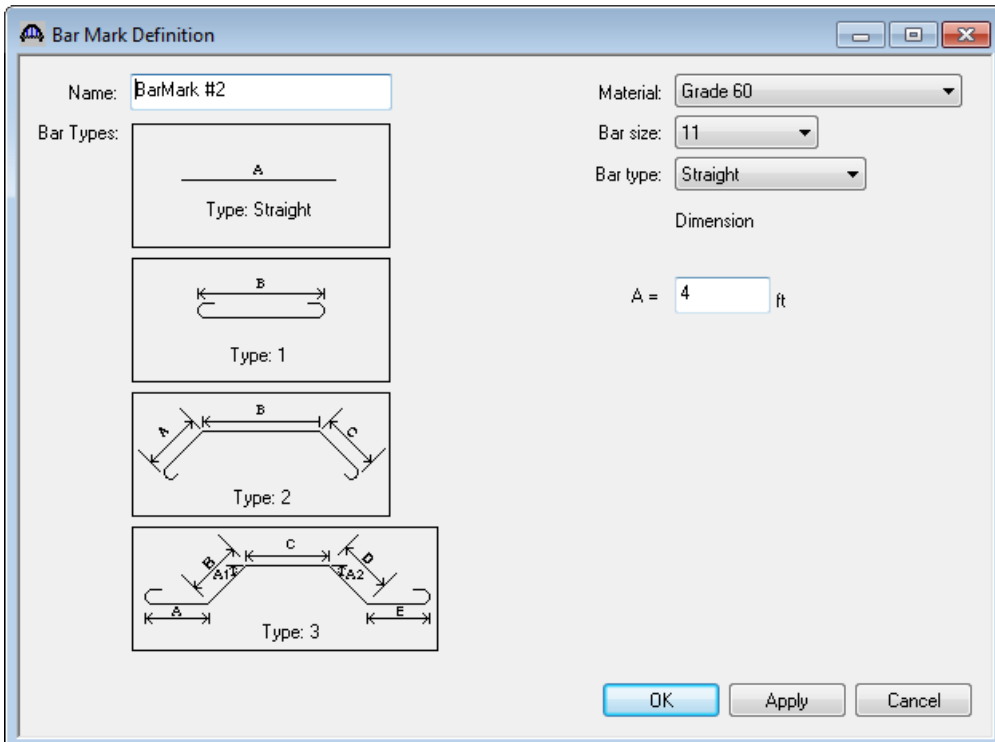 Bar Mark Definition
Name: BarMark #2
Bar Types:
A
Type: Straight
B
Type: 1
A B C
Type: 2
A B C D E
A1 A2
Type: 3
Material: Grade 60
Bar size: 11
Bar type: Straight
Dimension
A = 4 ft
OK Apply Cancel